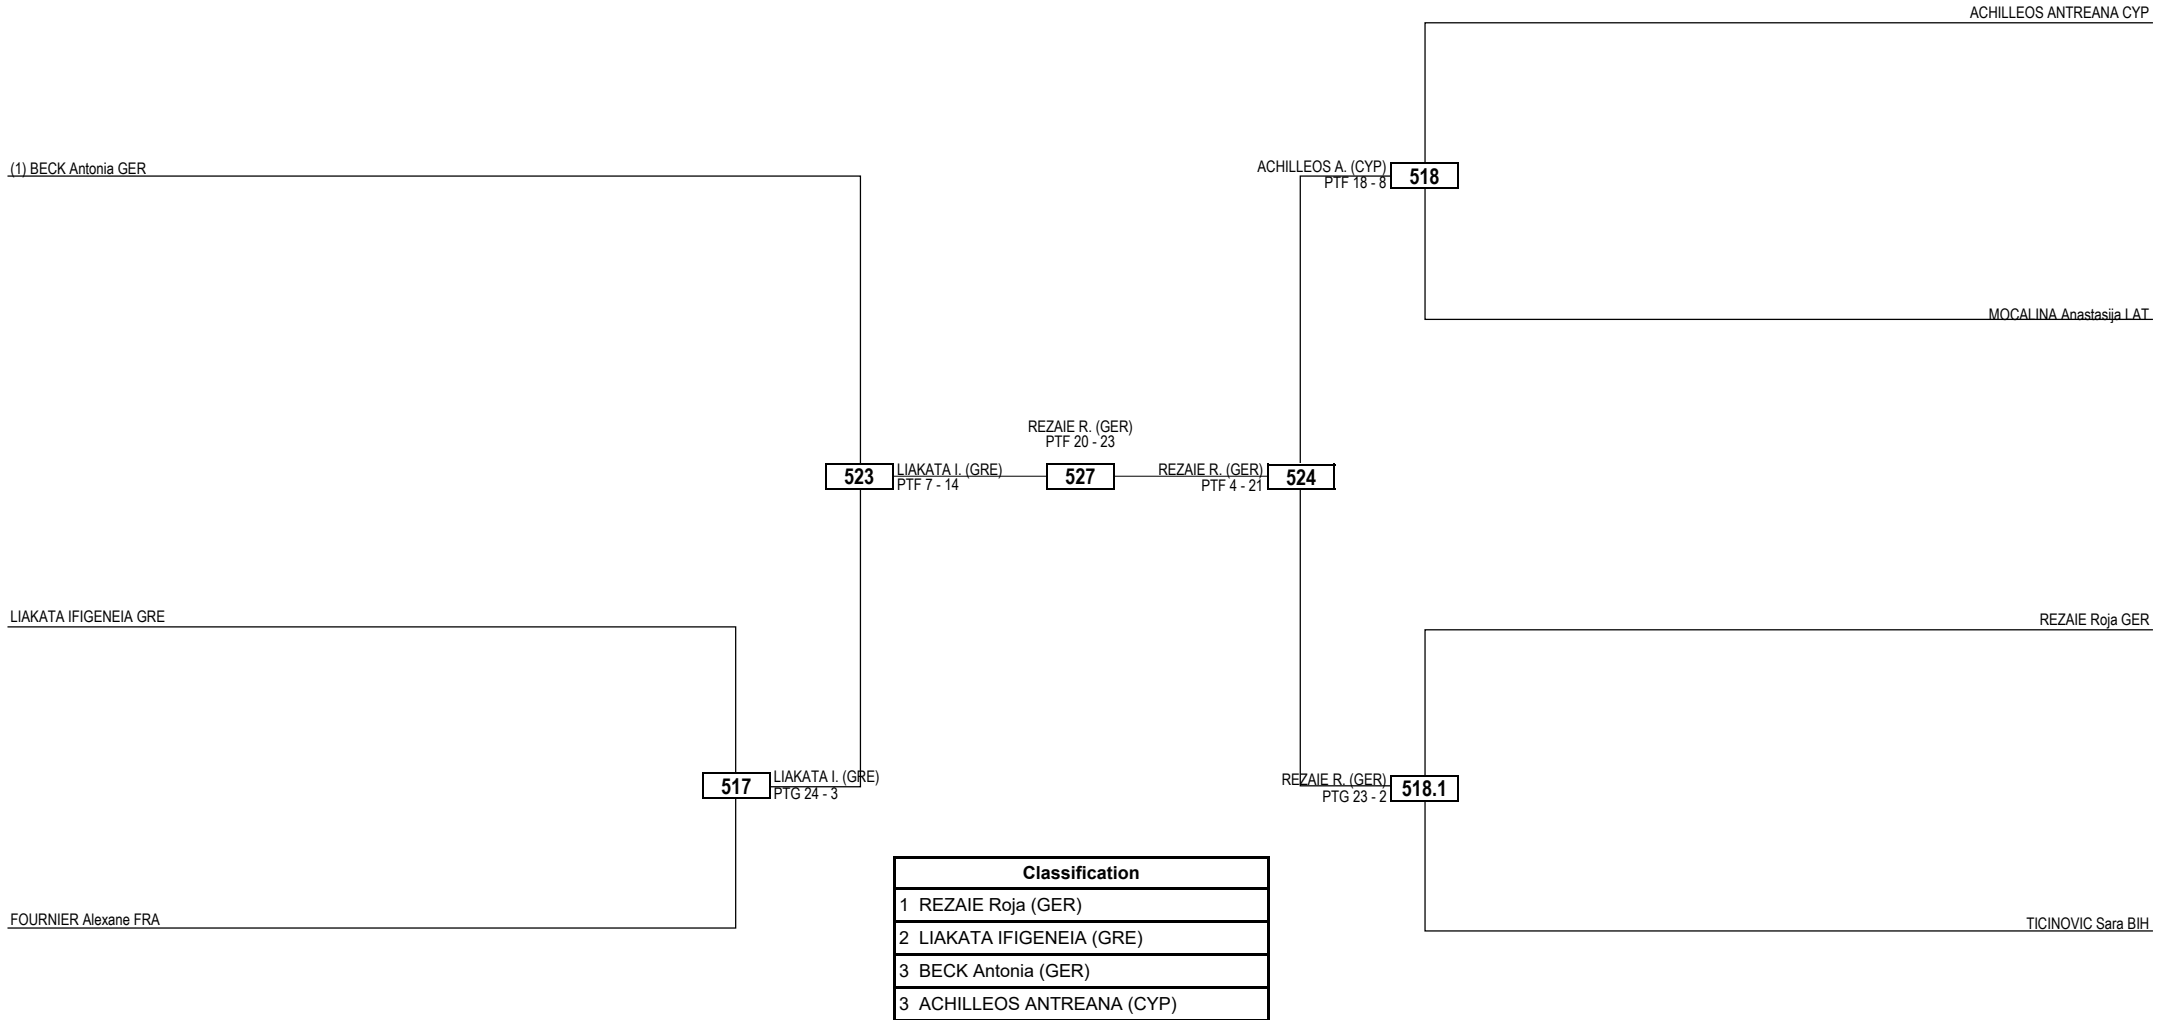 ACHILLEOS ANTREANA CYP
(1) BECK Antonia GER
ACHILLEOS A. (CYP)
PTF 18 - 8
518
MOCALINA Anastasija LAT
REZAIE R. (GER)
PTF 20 - 23
523
LIAKATA I. (GRE)
PTF 7 - 14
527
REZAIE R. (GER)
PTF 4 - 21
524
LIAKATA IFIGENEIA GRE
REZAIE Roja GER
517
LIAKATA I. (GRE)
PTG 24 - 3
REZAIE R. (GER)
PTG 23 - 2
518.1
FOURNIER Alexane FRA
TICINOVIC Sara BIH
Classification
1 REZAIE Roja (GER)
2 LIAKATA IFIGENEIA (GRE)
3 BECK Antonia (GER)
3 ACHILLEOS ANTREANA (CYP)